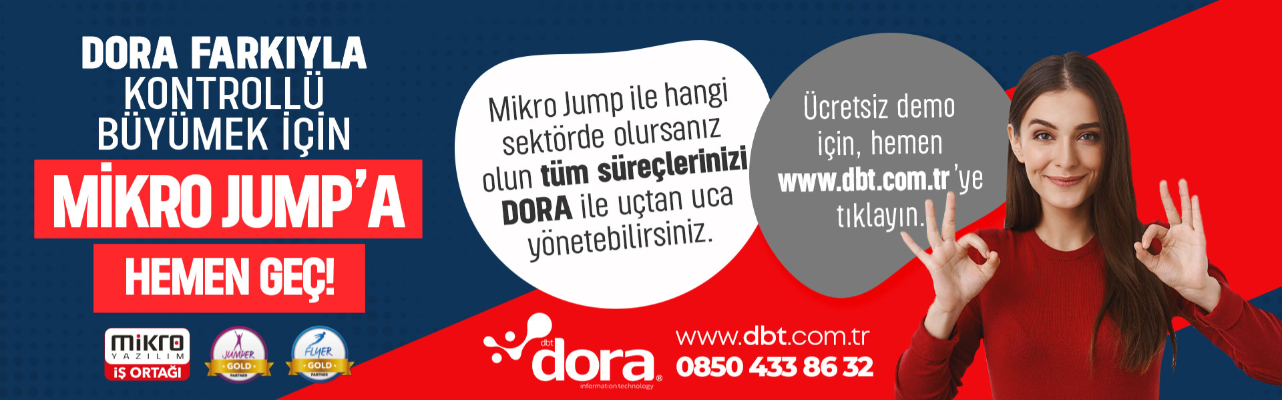 DORA FARKIYLA
KONTROLLÜ
BÜYÜMEK İÇİN
MİKRO JUMP'A
HEMEN GEÇ!
mikro
YAZILIM
İŞ ORTAĞI
JUMPER
GOLD
PARTNER
FLYER
GOLD
PARTNER
Mikro Jump ile hangi
sektörde olursanız
olun tüm süreçlerinizi
DORA ile uçtan uca
yönetebilirsiniz.
Ücretsiz demo
için, hemen
www.dbt.com.tr'ye
tıklayın.
dbt
dora®
information technology
www.dbt.com.tr
0850 433 86 32